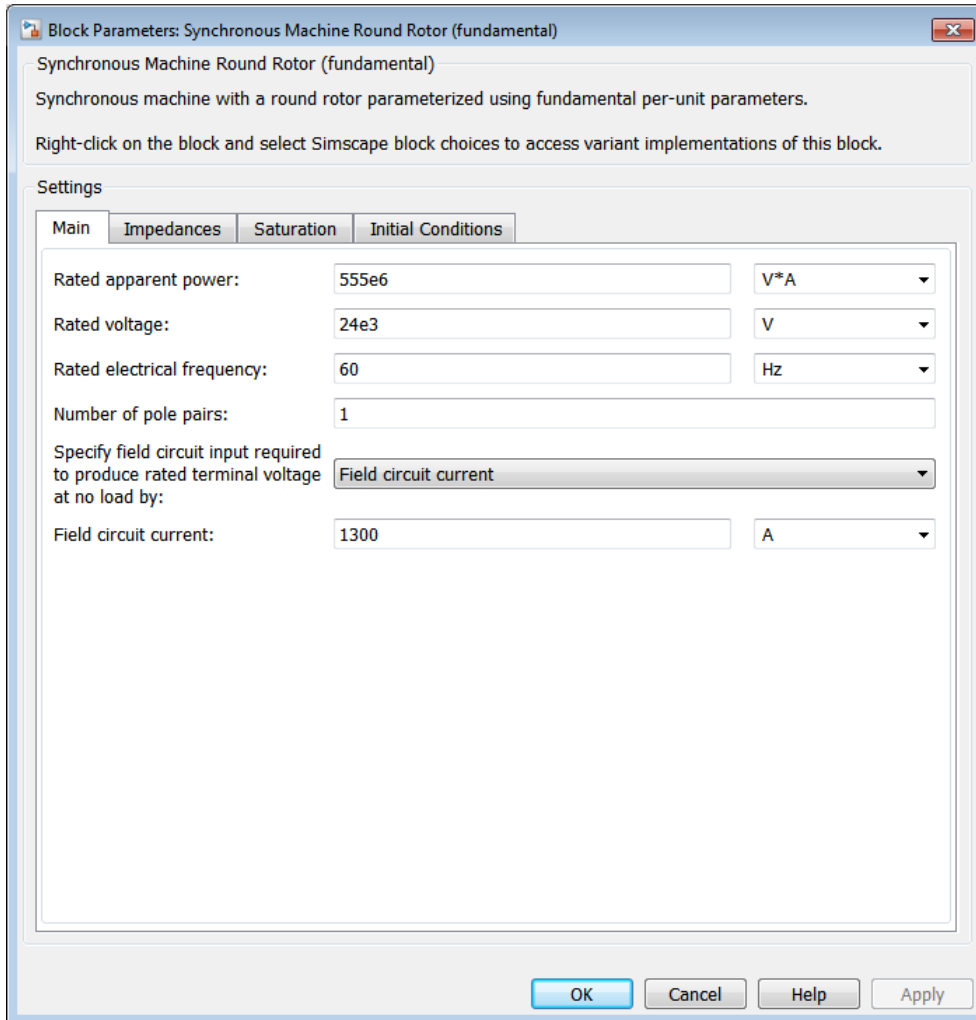 Block Parameters: Synchronous Machine Round Rotor (fundamental)
Synchronous Machine Round Rotor (fundamental)
Synchronous machine with a round rotor parameterized using fundamental per-unit parameters.
Right-click on the block and select Simscape block choices to access variant implementations of this block.
Settings
Main Impedances Saturation Initial Conditions
Rated apparent power: 555e6 V*A
Rated voltage: 24e3 V
Rated electrical frequency: 60 Hz
Number of pole pairs: 1
Specify field circuit input required
to produce rated terminal voltage Field circuit current
at no load by:
Field circuit current: 1300 A
OK Cancel Help Apply